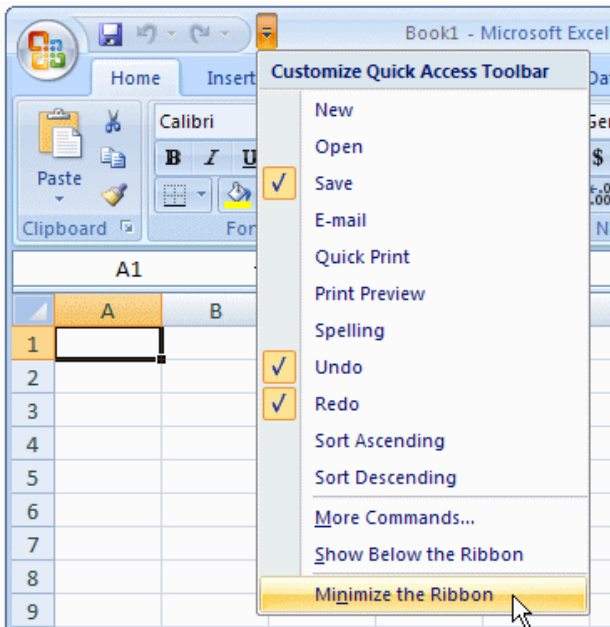 Book1 - Microsoft Excel
Home Insert
Customize Quick Access Toolbar
New
Open
Save
E-mail
Quick Print
Print Preview
Spelling
Undo
Redo
Sort Ascending
Sort Descending
More Commands...
Show Below the Ribbon
Minimize the Ribbon
Calibri
B I U
$
Paste
Clipboard
A1
A B
1
2
3
4
5
6
7
8
9